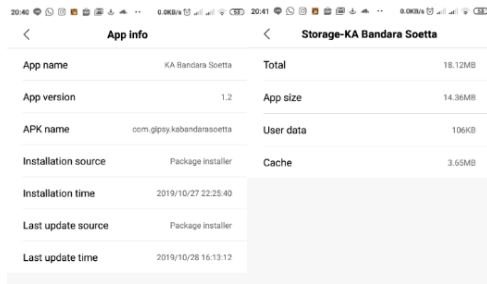 20:40 0.0KB/s 53
App info
App name KA Bandara Soetta
App version 1.2
APK name com.gipsy.kabandarasoetta
Installation source Package installer
Installation time 2019/10/27 22:25:40
Last update source Package installer
Last update time 2019/10/28 16:13:12
20:41 0.0KB/s 53
Storage-KA Bandara Soetta
Total 18.12MB
App size 14.36MB
User data 106KB
Cache 3.65MB